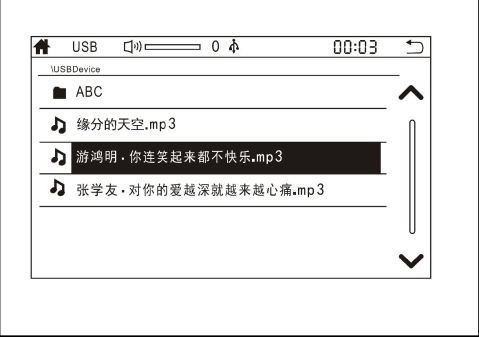 USB 0 00:03
\USBDevice
ABC
缘分的天空.mp3
游鸿明·你连笑起来都不快乐.mp3
张学友·对你的爱越深就越来越心痛.mp3